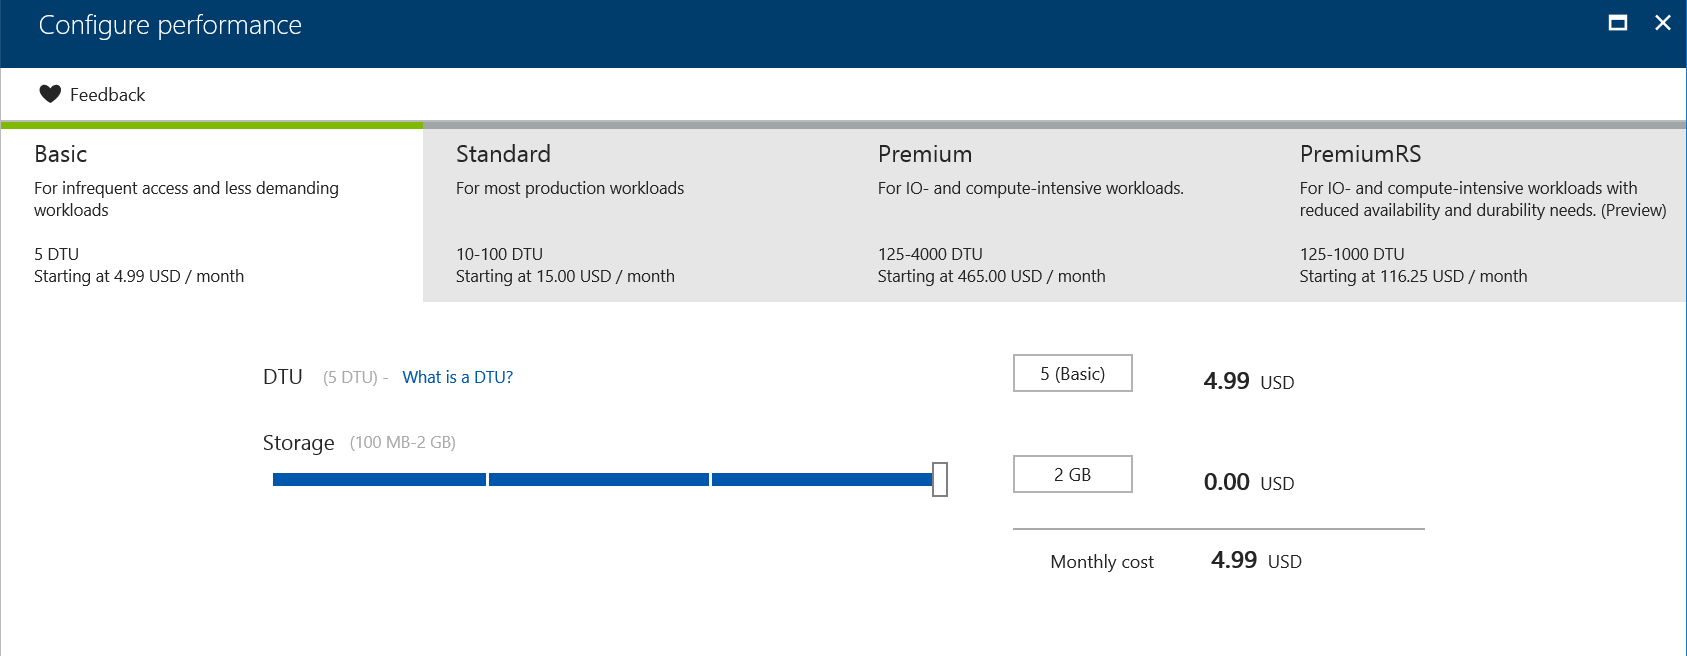 Configure performance
Feedback
Basic
For infrequent access and less demanding
workloads
5 DTU
Starting at 4.99 USD / month
Standard
For most production workloads
10-100 DTU
Starting at 15.00 USD / month
Premium
For IO- and compute-intensive workloads.
125-4000 DTU
Starting at 465.00 USD / month
PremiumRS
For IO- and compute-intensive workloads with
reduced availability and durability needs. (Preview)
125-1000 DTU
Starting at 116.25 USD / month
DTU (5 DTU) - What is a DTU? 5 (Basic) 4.99 USD
Storage (100 MB-2 GB)
2 GB 0.00 USD
Monthly cost 4.99 USD